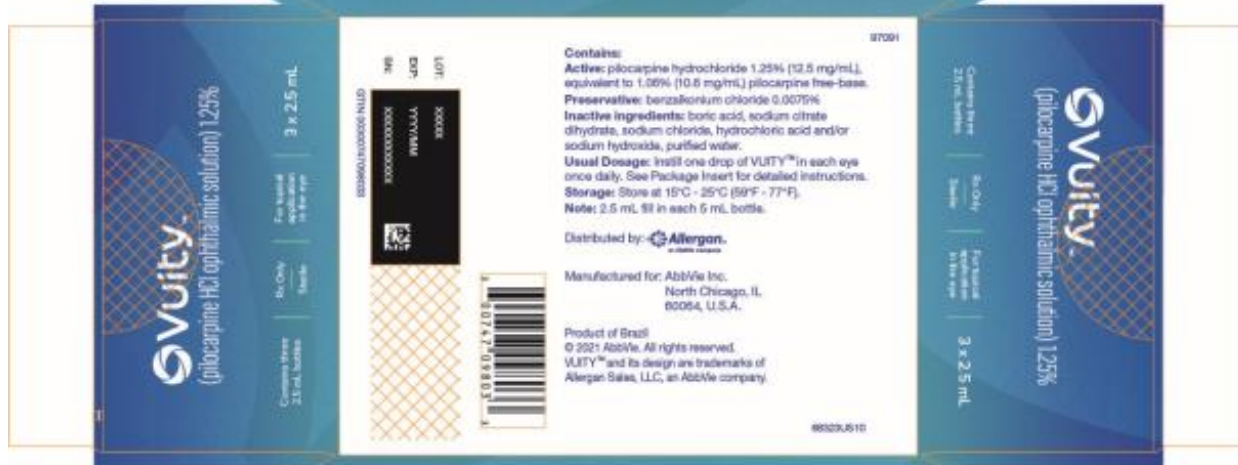 Vuity™
(pilocarpine HCl ophthalmic solution) 1.25%
Contains three
2.5 mL bottles
Rx Only
Sterile
For topical
application
in the eye
3 x 2.5 mL
LOT: XXXXX
EXP: YYYY/MM
SN: XXXXXXXXXXXX
97091
Contains:
Active: pilocarpine hydrochloride 1.25% (12.5 mg/mL),
equivalent to 1.06% (10.6 mg/mL) pilocarpine free-base.
Preservative: benzalkonium chloride 0.0075%
Inactive ingredients: boric acid, sodium citrate
dihydrate, sodium chloride, hydrochloric acid and/or
sodium hydroxide, purified water.
Usual Dosage: Instill one drop of VUITY™ in each eye
once daily. See Package Insert for detailed instructions.
Storage: Store at 15°C - 25°C (59°F - 77°F).
Note: 2.5 mL fill in each 5 mL bottle.
Distributed by: Allergan™
an AbbVie company
Manufactured for: AbbVie Inc.
North Chicago, IL
60064, U.S.A.
Product of Brazil
© 2021 AbbVie. All rights reserved.
VUITY™ and its design are trademarks of
Allergan Sales, LLC, an AbbVie company.
Vuity™
(pilocarpine HCl ophthalmic solution) 1.25%
Contains three
2.5 mL bottles
Rx Only
Sterile
For topical
application
in the eye
3 x 2.5 mL